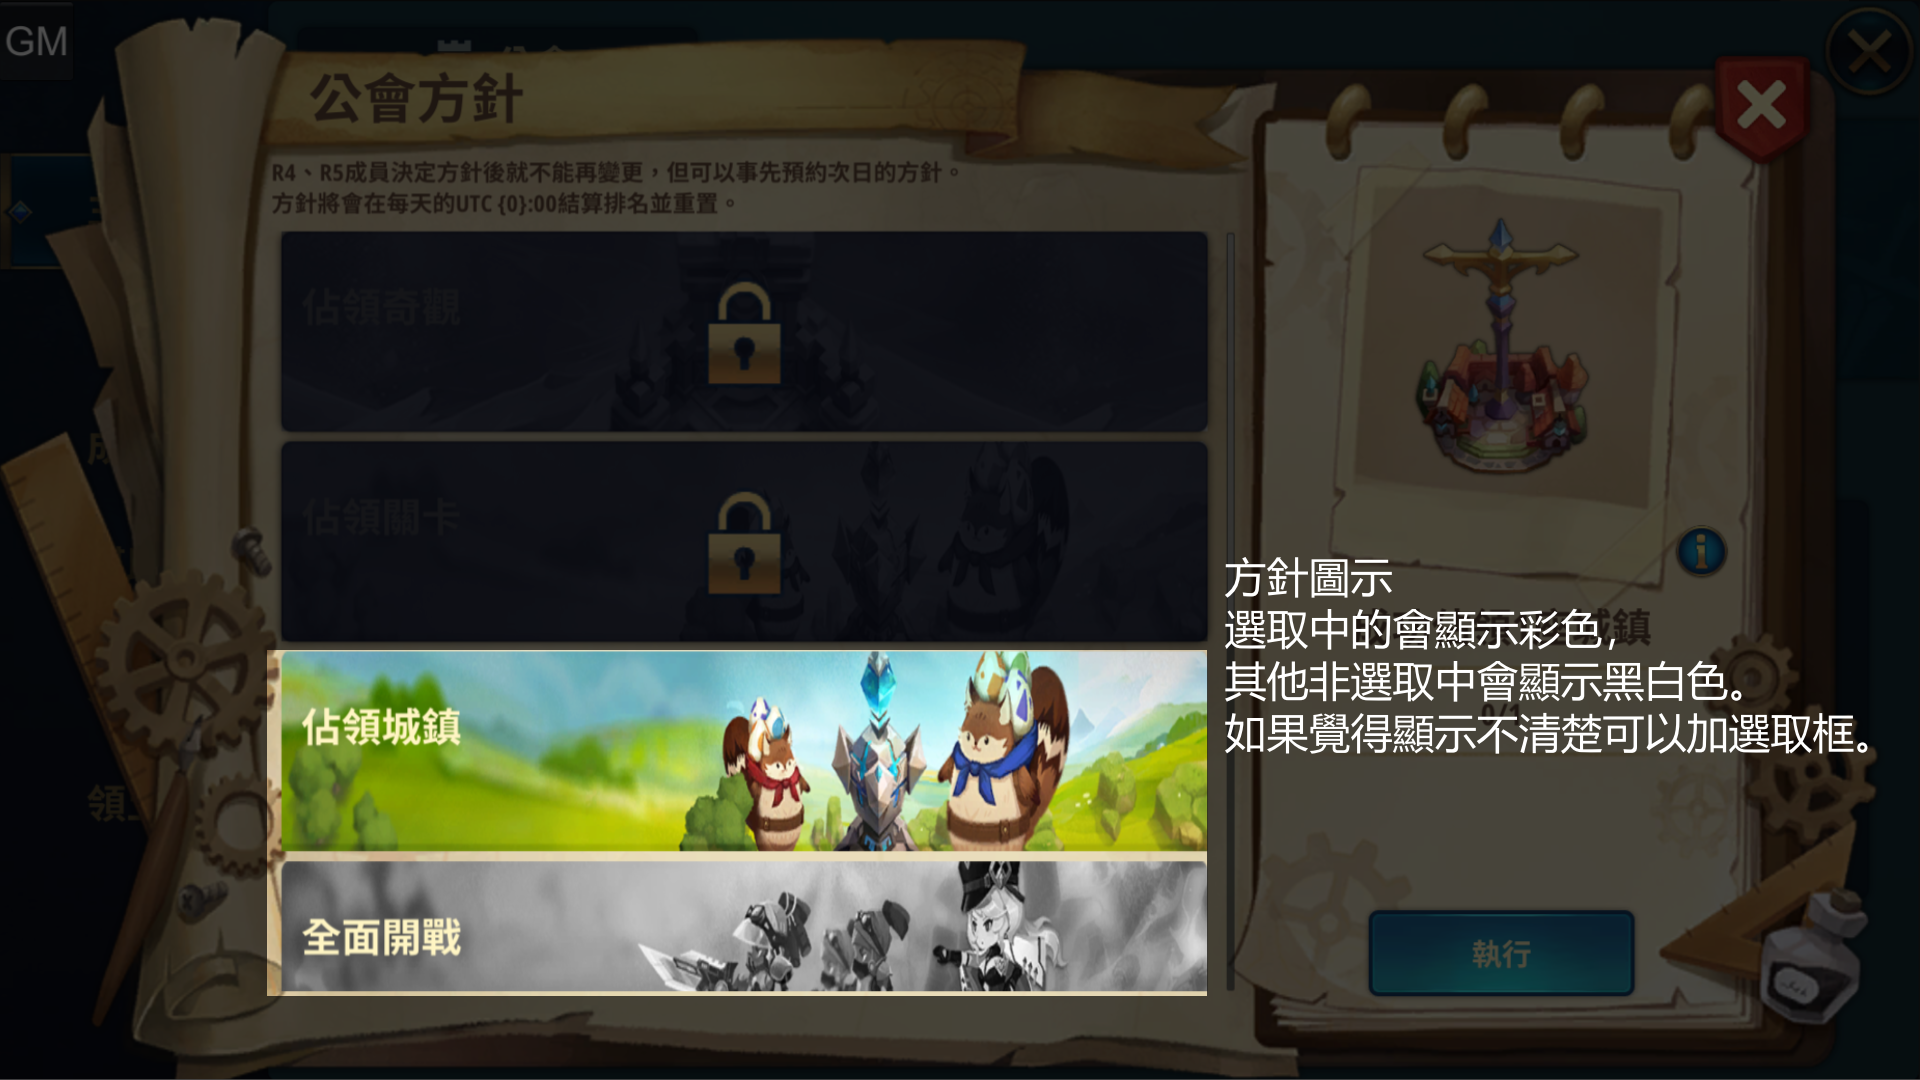 GM
公會方針
R4、R5成員決定方針後就不能再變更，但可以事先預約次日的方針。
方針將會在每天的UTC {0}:00結算排名並重置。
佔領奇觀
佔領關卡
佔領城鎮
全面開戰
方針圖示
選取中的會顯示彩色,
其他非選取中會顯示黑白色。
如果覺得顯示不清楚可以加選取框。
城鎮
0/1
執行
領